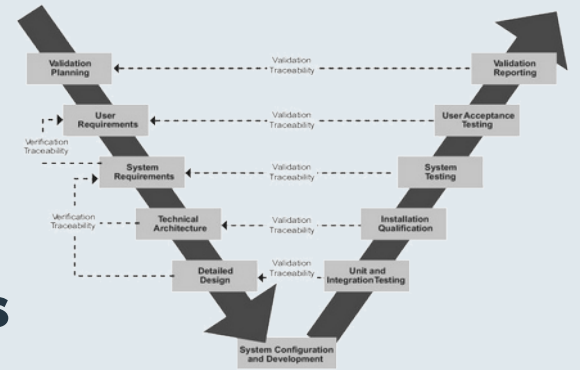 Validation
Planning
Validation
Traceability
Validation
Reporting
User
Requirements
Validation
Traceability
User Acceptance
Testing
Verification
Traceability
System
Requirements
Validation
Traceability
System
Testing
Verification
Traceability
Technical
Architecture
Validation
Traceability
Installation
Qualification
Detailed
Design
Validation
Traceability
Unit and
Integration Testing
s
System Configuration
and Development